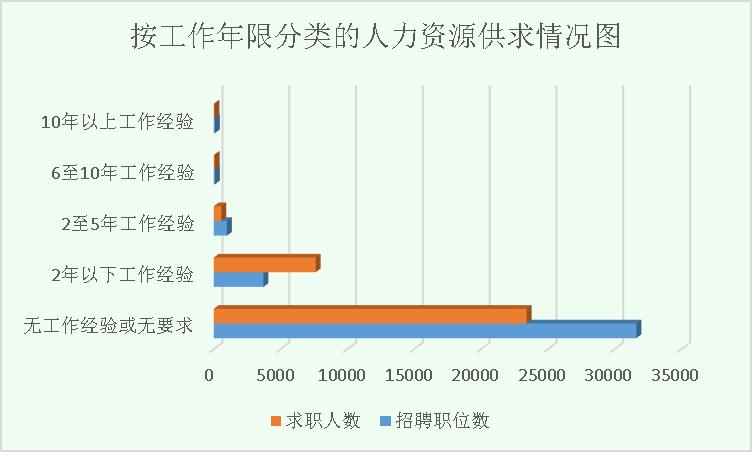 按工作年限分类的人力资源供求情况图
10年以上工作经验
6至10年工作经验
2至5年工作经验
2年以下工作经验
无工作经验或无要求
0 5000 10000 15000 20000 25000 30000 35000
求职人数 招聘职位数